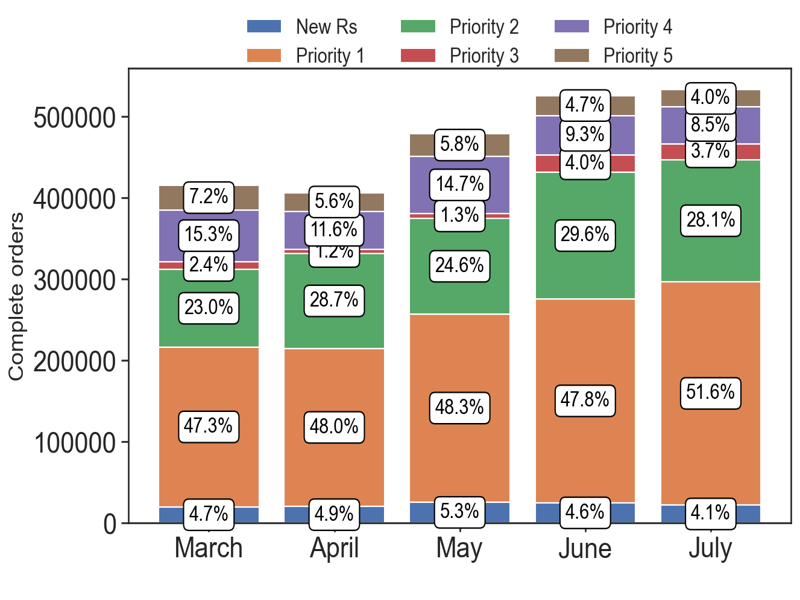 New Rs Priority 2 Priority 4
Priority 1 Priority 3 Priority 5
Complete orders
500000
400000
300000
200000
100000
0
7.2% 5.6% 5.8% 4.7% 4.0%
15.3% 11.6% 14.7% 9.3% 8.5%
2.4% 1.2% 1.3% 4.0% 3.7%
23.0% 28.7% 24.6% 29.6% 28.1%
47.3% 48.0% 48.3% 47.8% 51.6%
4.7% 4.9% 5.3% 4.6% 4.1%
March April May June July